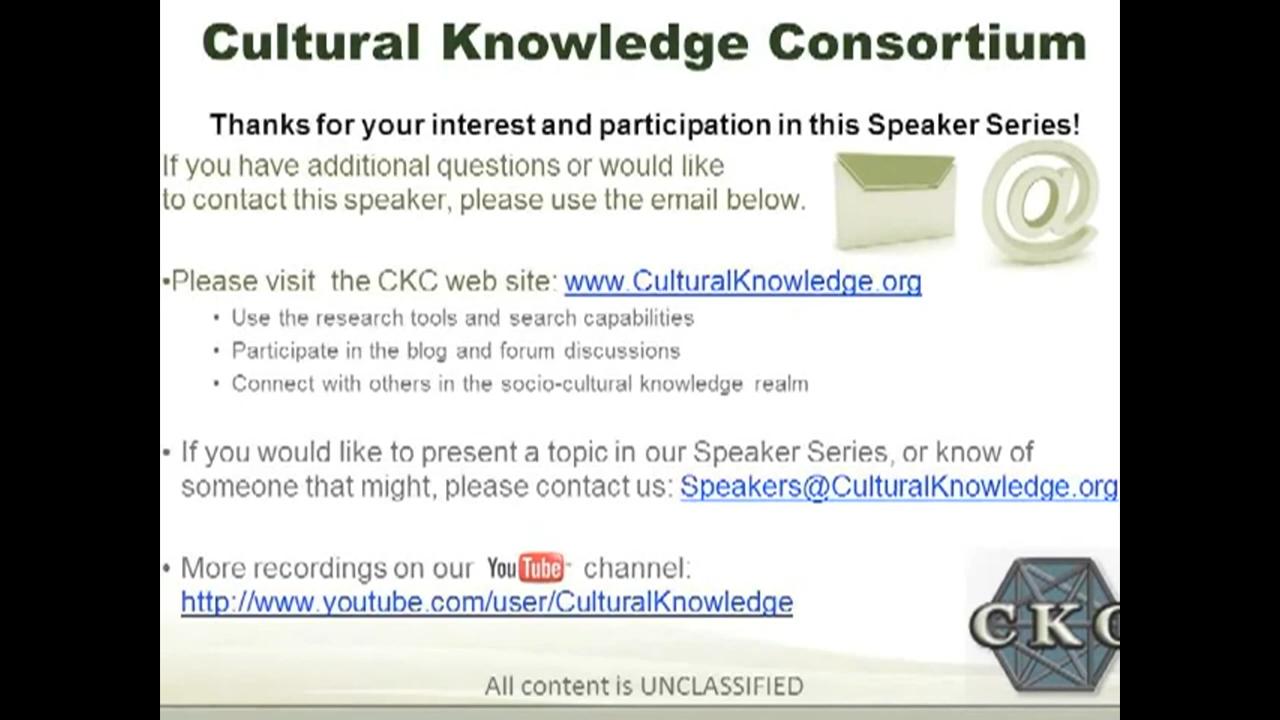 Cultural Knowledge Consortium
Thanks for your interest and participation in this Speaker Series!
If you have additional questions or would like
to contact this speaker, please use the email below.
•Please visit the CKC web site: www.CulturalKnowledge.org
• Use the research tools and search capabilities
• Participate in the blog and forum discussions
• Connect with others in the socio-cultural knowledge realm
• If you would like to present a topic in our Speaker Series, or know of
someone that might, please contact us: Speakers@CulturalKnowledge.org
• More recordings on our YouTube channel:
http://www.youtube.com/user/CulturalKnowledge
CKC
All content is UNCLASSIFIED